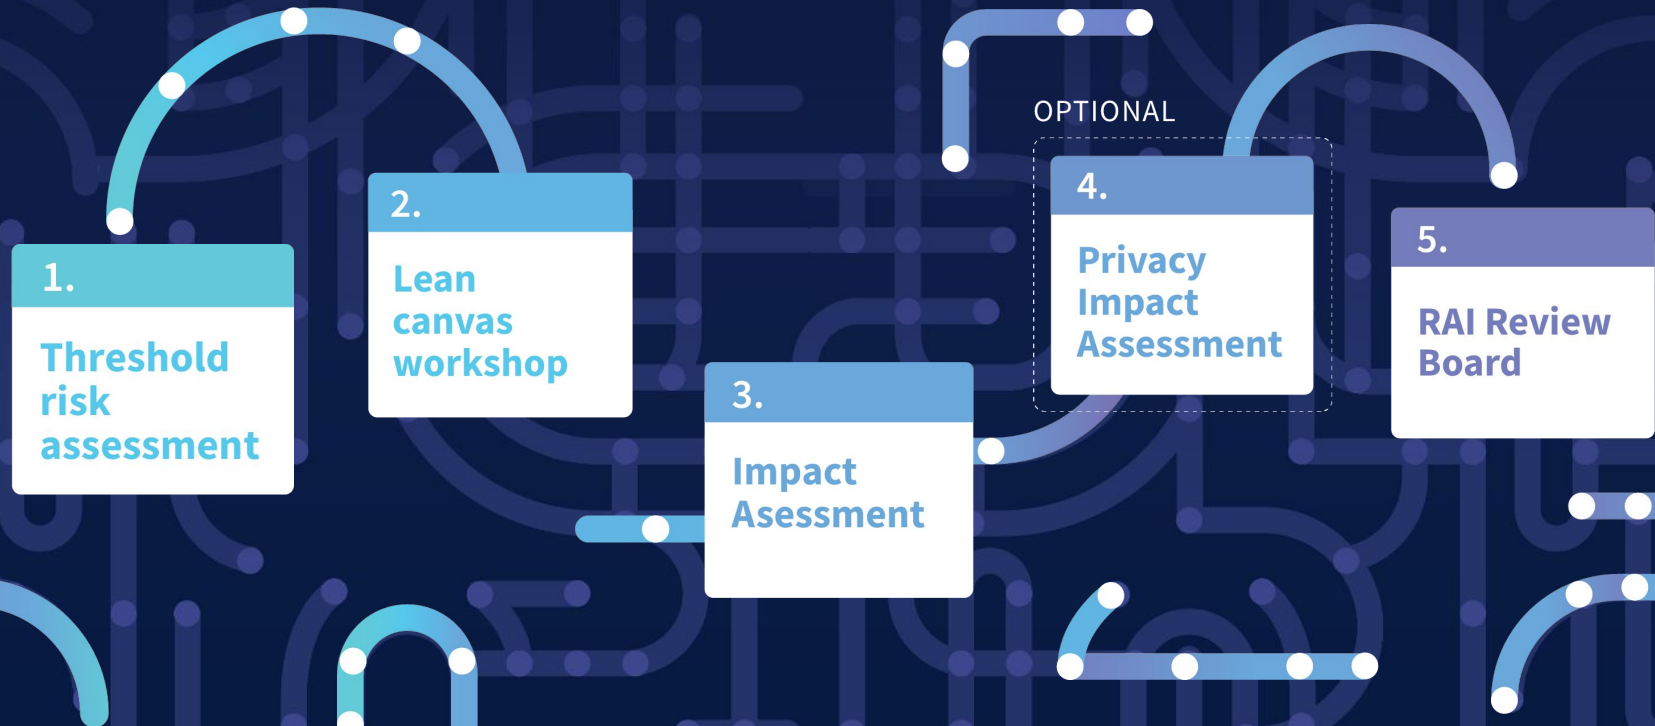 1.
Threshold
risk
assessment
2.
Lean
canvas
workshop
3.
Impact
Asessment
OPTIONAL
4.
Privacy
Impact
Assessment
5.
RAI Review
Board